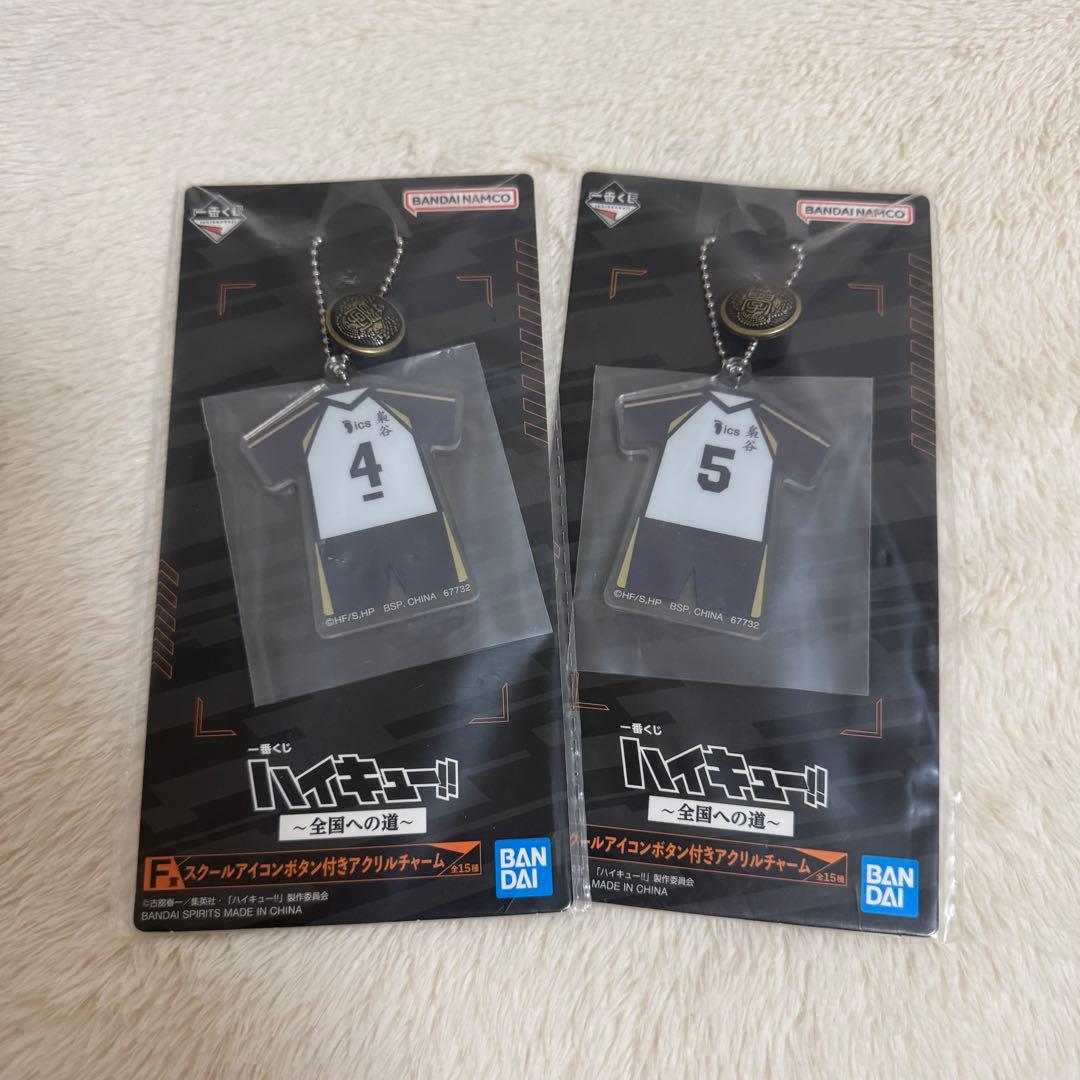 一番くじ
BANDAI NAMCO
ics
梟谷
4
©HF/S,HP BSP, CHINA 67732
一番くじ
ハイキュー!!
~全国への道~
F賞 スクールアイコンボタン付きアクリルチャーム 全15種
©古舘春一/集英社・「ハイキュー!!」製作委員会
BANDAI SPIRITS MADE IN CHINA
BAN
DAI
一番くじ
BANDAI NAMCO
ics
梟谷
5
©HF/S,HP BSP, CHINA 67732
一番くじ
ハイキュー!!
~全国への道~
クールアイコンボタン付きアクリルチャーム 全15種
「ハイキュー!!」製作委員会
MADE IN CHINA
BAN
DAI